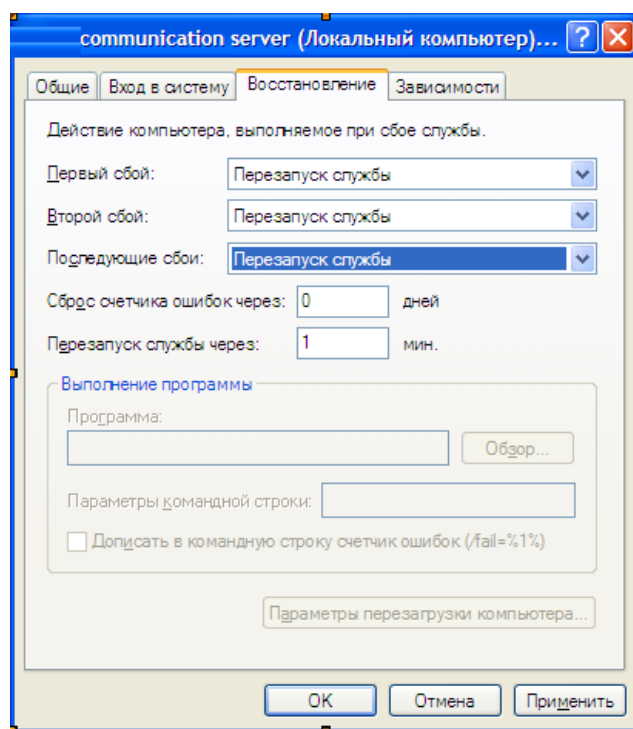 communication server (Локальный компьютер)...
Общие Вход в систему Восстановление Зависимости
Действие компьютера, выполняемое при сбое службы.
Первый сбой: Перезапуск службы
Второй сбой: Перезапуск службы
Последующие сбои: Перезапуск службы
Сброс счетчика ошибок через: 0 дней
Перезапуск службы через: 1 мин.
Выполнение программы
Программа:
Обзор...
Параметры командной строки:
Дописать в командную строку счетчик ошибок (/fail=%1%)
Параметры перезагрузки компьютера...
OK Отмена Применить